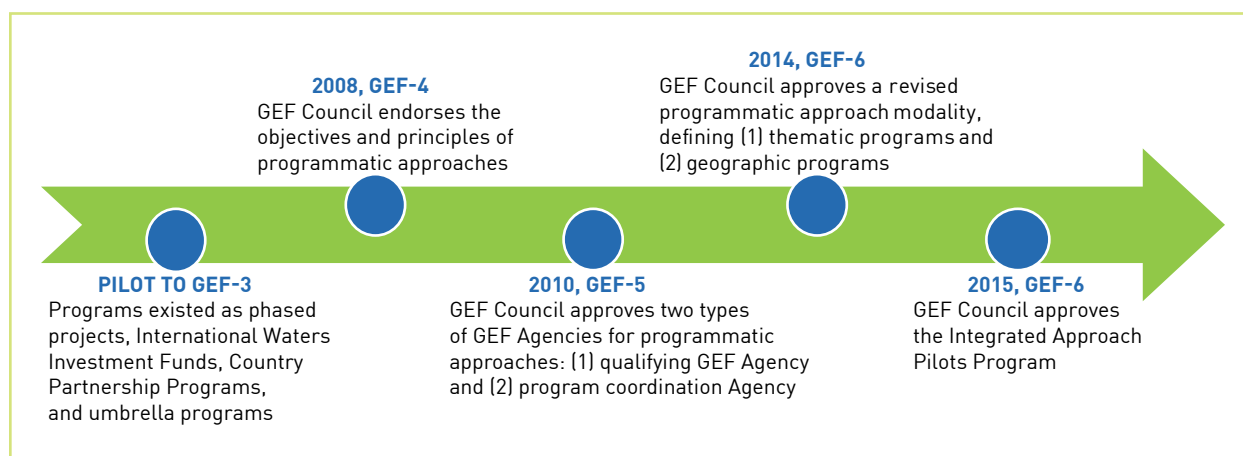 2008, GEF-4
GEF Council endorses the
objectives and principles of
programmatic approaches
2014, GEF-6
GEF Council approves a revised
programmatic approach modality,
defining (1) thematic programs and
(2) geographic programs
PILOT TO GEF-3
Programs existed as phased
projects, International Waters
Investment Funds, Country
Partnership Programs,
and umbrella programs
2010, GEF-5
GEF Council approves two types
of GEF Agencies for programmatic
approaches: (1) qualifying GEF Agency
and (2) program coordination Agency
2015, GEF-6
GEF Council approves
the Integrated Approach
Pilots Program